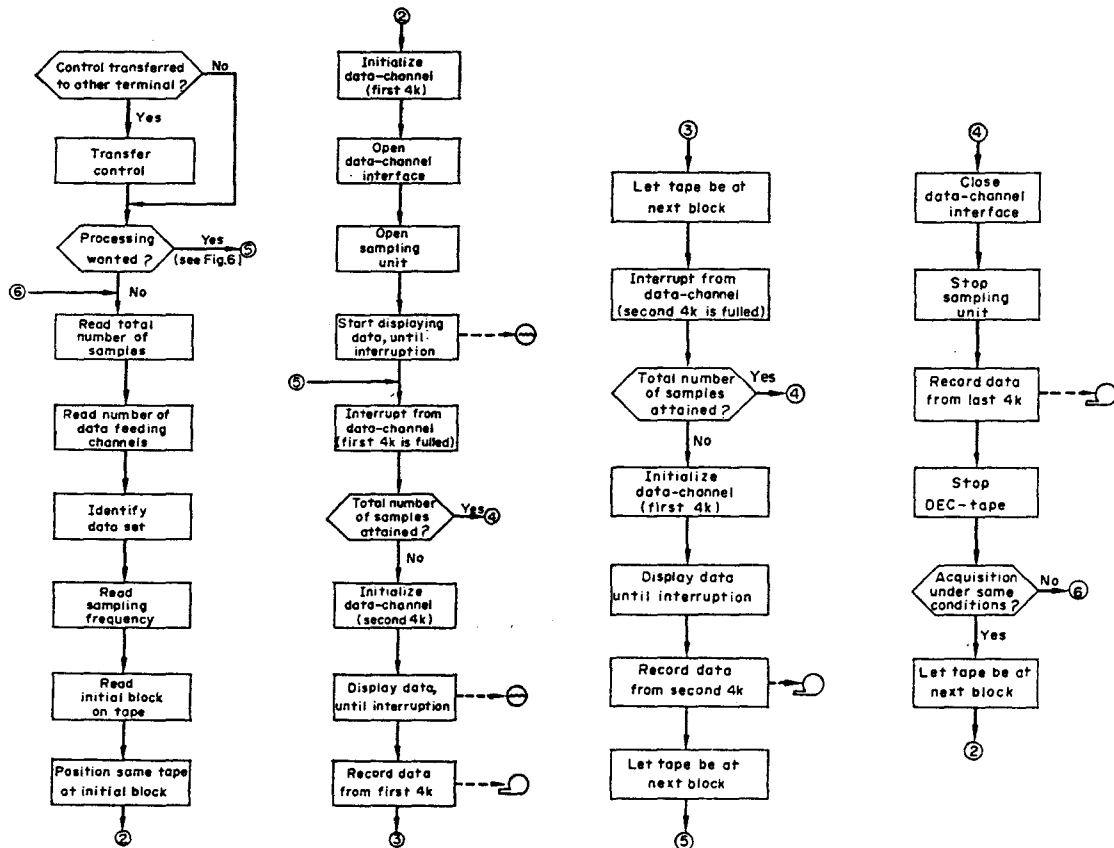 Control transferred
to other terminal ?
No
Yes
Transfer
control
Processing
wanted ?
Yes
(see Fig.6)
5
6
No
Read total
number of
samples
Read number of
data feeding
channels
Identify
data set
Read
sampling
frequency
Read
initial block
on tape
Position same tape
at initial block
2
2
Initialize
data-channel
(first 4k)
Open
data-channel
interface
Open
sampling
unit
Start displaying
data, until
interruption
5
Interrupt from
data-channel
(first 4k is fulled)
Total number
of samples
attained ?
Yes
4
No
Initialize
data-channel
(second 4k)
Display data,
until interruption
Record data
from first 4k
3
3
Let tape be at
next block
Interrupt from
data-channel
(second 4k is fulled)
Total number
of samples
attained ?
Yes
4
No
Initialize
data-channel
(first 4k)
Display data
until interruption
Record data
from second 4k
Let tape be at
next block
5
4
Close
data-channel
interface
Stop
sampling
unit
Record data
from last 4k
Stop
DEC-tape
Acquisition
under same
conditions ?
No
6
Yes
Let tape be at
next block
2